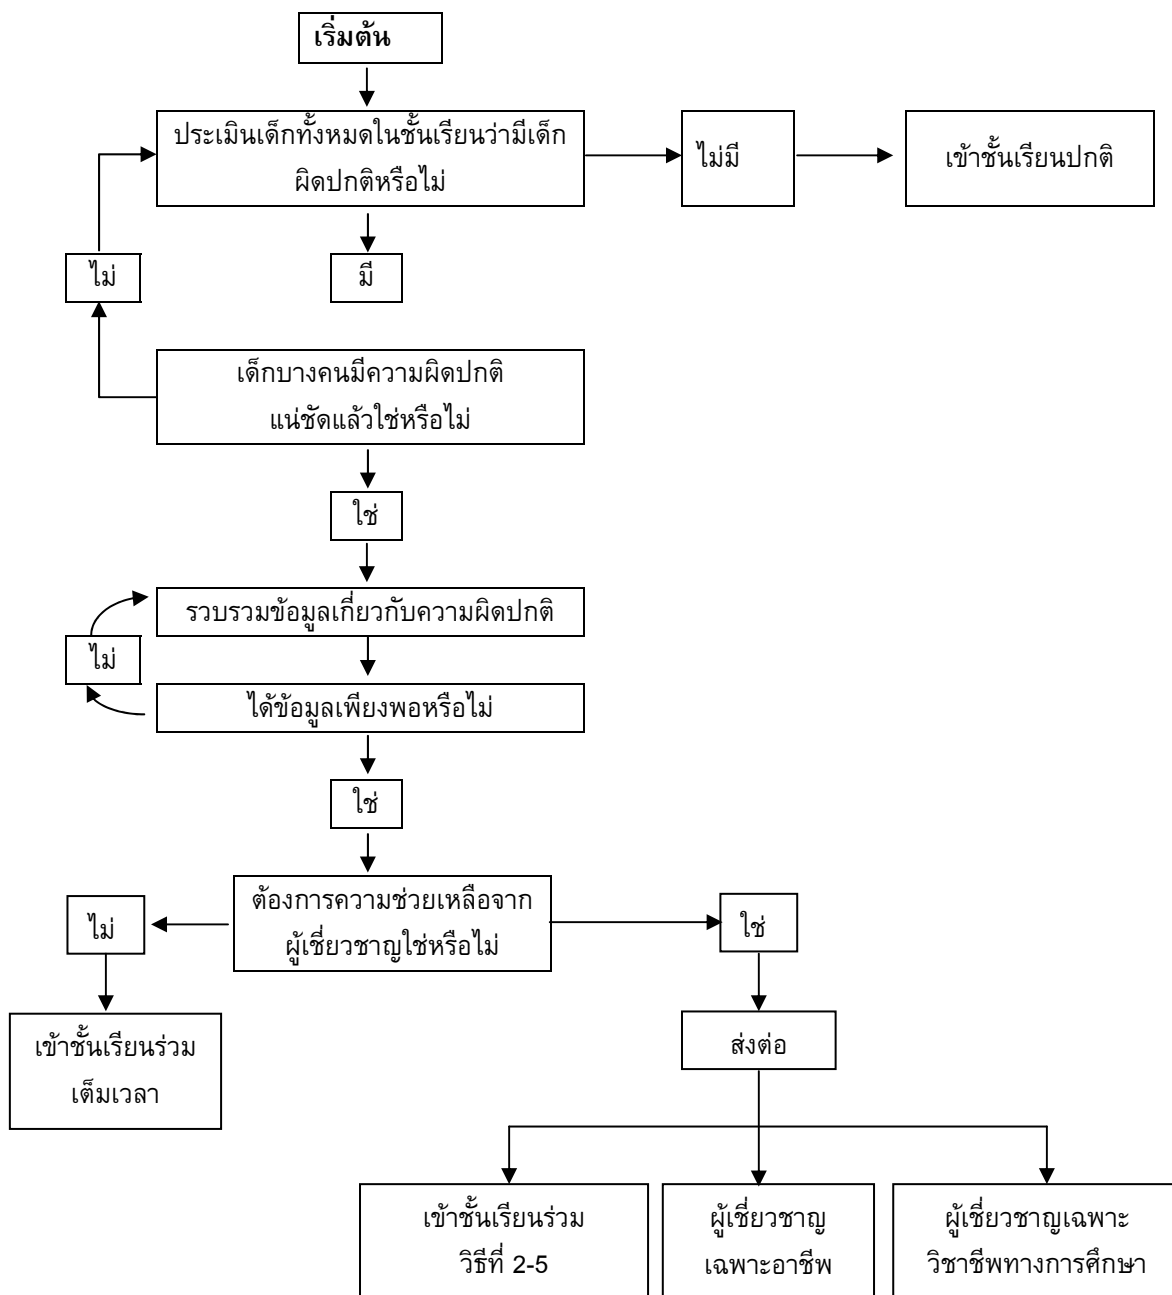 เริ่มต้น
ประเมินเด็กทั้งหมดในชั้นเรียนว่ามีเด็ก
ผิดปกติหรือไม่
ไม่มี
เข้าชั้นเรียนปกติ
ไม่
มี
เด็กบางคนมีความผิดปกติ
แน่ชัดแล้วใช่หรือไม่
ใช่
รวบรวมข้อมูลเกี่ยวกับความผิดปกติ
ไม่
ได้ข้อมูลเพียงพอหรือไม่
ใช่
ต้องการความช่วยเหลือจาก
ผู้เชี่ยวชาญใช่หรือไม่
ไม่
ใช่
เข้าชั้นเรียนร่วม
เต็มเวลา
ส่งต่อ
เข้าชั้นเรียนร่วม
วิธีที่ 2-5
ผู้เชี่ยวชาญ
เฉพาะอาชีพ
ผู้เชี่ยวชาญเฉพาะ
วิชาชีพทางการศึกษา